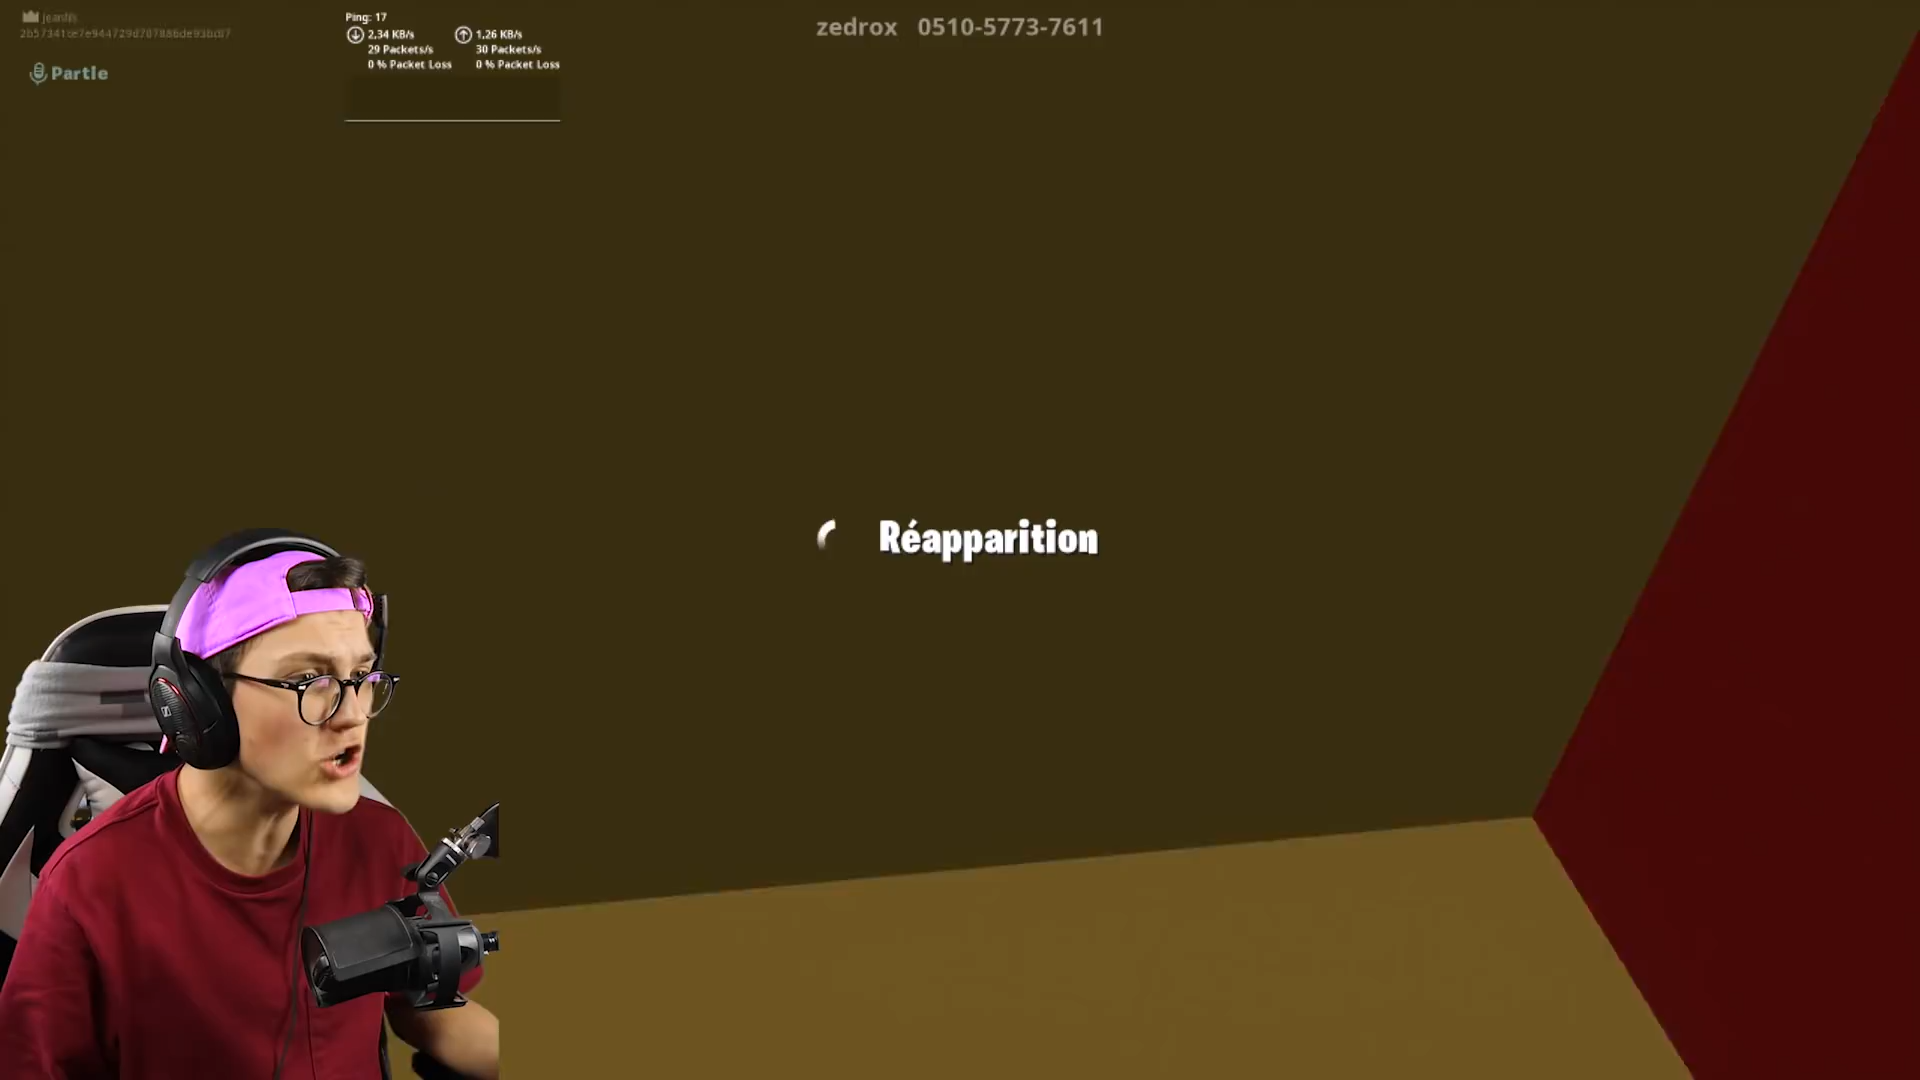 jeanfils
Partie
Ping: 17
2,34 KB/s
29 Packets/s
0 % Packet Loss
1,26 KB/s
30 Packets/s
0 % Packet Loss
zedrox 0510-5773-7611
Réapparition